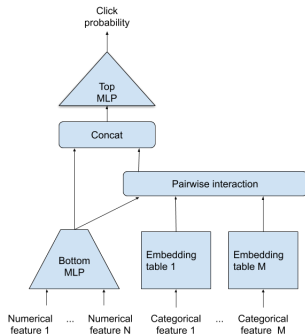 Click
probability
Top
MLP
Concat
Pairwise interaction
Bottom
MLP
Embedding
table 1
Embedding
table M
Numerical
feature 1
...
Numerical
feature N
Categorical
feature 1
...
Categorical
feature M